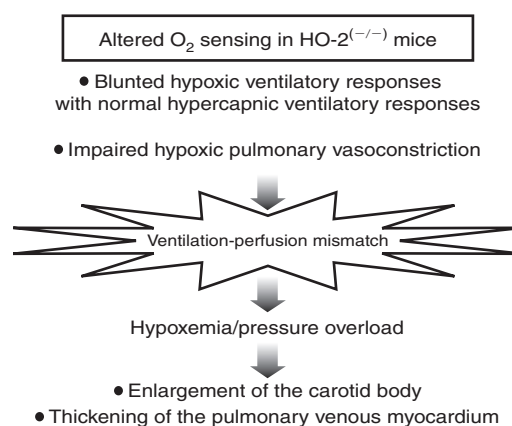 Altered O₂ sensing in HO-2⁽⁻/⁻⁾ mice
● Blunted hypoxic ventilatory responses
with normal hypercapnic ventilatory responses
● Impaired hypoxic pulmonary vasoconstriction
Ventilation-perfusion mismatch
Hypoxemia/pressure overload
● Enlargement of the carotid body
● Thickening of the pulmonary venous myocardium